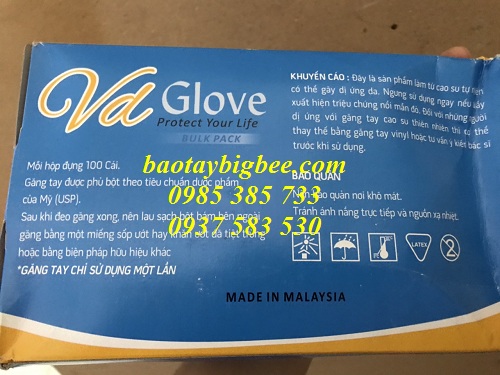 Vd Glove
Protect Your Life
BULK PACK
Mỗi hộp đựng 100 Cái.
Găng tay được phủ bột theo tiêu chuẩn dược phẩm
của Mỹ (USP).
Sau khi đeo găng xong, nên lau sạch bột bám bên ngoài
găng bằng một miếng sốp ướt hay khăn ướt đã tiệt trùng
hoặc bằng biện pháp hữu hiệu khác
*GĂNG TAY CHỈ SỬ DỤNG MỘT LẦN
KHUYẾN CÁO : Đây là sản phẩm làm từ cao su tự nhiên
có thể gây dị ứng da. Ngưng sử dụng ngay nếu thấy
xuất hiện triệu chứng nổi mẩn đỏ. Đối với những người
dị ứng với găng tay cao su thiên nhiên thì có thể
thay thế bằng găng tay vinyl hoặc tư vấn ý kiến bác sĩ
trước khi sử dụng.
BẢO QUẢN
Nên bảo quản nơi khô mát.
Tránh ánh nắng trực tiếp và nguồn xạ nhiệt.
LATEX
2
MADE IN MALAYSIA
baotaybigbee.com
0985 385 733
0937 583 530